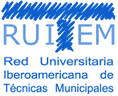 RUITEM
Red Universitaria
Iberoamericana de
Técnicas Municipales